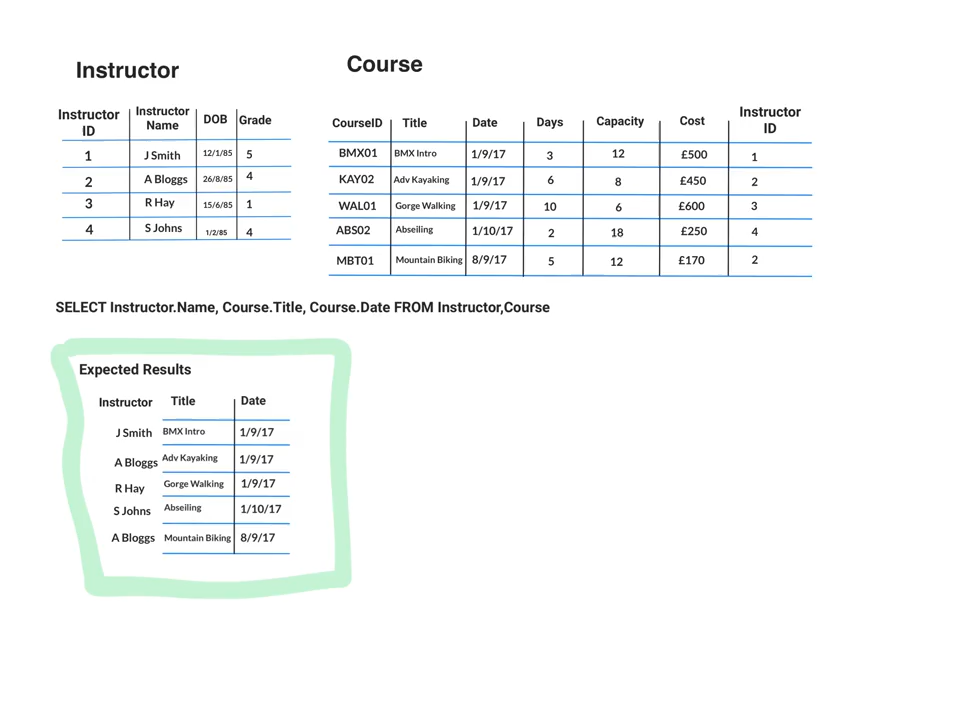 Instructor
Course
Instructor ID Instructor Name DOB Grade
1 J Smith 12/1/85 5
2 A Bloggs 26/8/85 4
3 R Hay 15/6/85 1
4 S Johns 1/2/85 4
CourseID Title Date Days Capacity Cost Instructor ID
BMX01 BMX Intro 1/9/17 3 12 £500 1
KAY02 Adv Kayaking 1/9/17 6 8 £450 2
WAL01 Gorge Walking 1/9/17 10 6 £600 3
ABS02 Abseiling 1/10/17 2 18 £250 4
MBT01 Mountain Biking 8/9/17 5 12 £170 2
SELECT Instructor.Name, Course.Title, Course.Date FROM Instructor,Course
Expected Results
Instructor Title Date
J Smith BMX Intro 1/9/17
A Bloggs Adv Kayaking 1/9/17
R Hay Gorge Walking 1/9/17
S Johns Abseiling 1/10/17
A Bloggs Mountain Biking 8/9/17